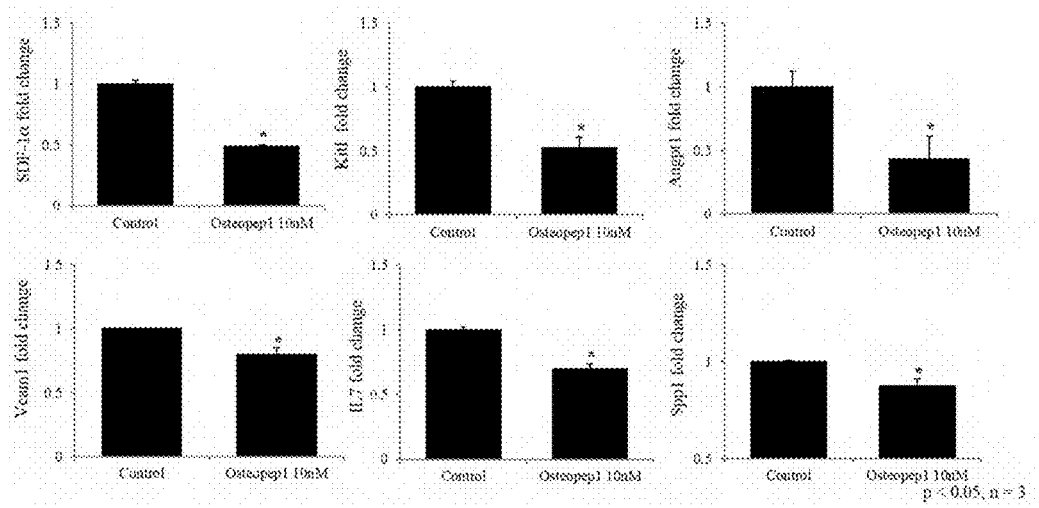 1.5
1
0.5
0
SDF-1α fold change
Control
Osteopep1 10nM
*
1.5
1
0.5
0
Kitl fold change
Control
Osteopep1 10nM
*
1.5
1
0.5
0
Angpt1 fold change
Control
Osteopep1 10nM
*
1.5
1
0.5
0
Vcam1 fold change
Control
Osteopep1 10nM
*
1.5
1
0.5
0
IL7 fold change
Control
Osteopep1 10nM
*
1.5
1
0.5
Spp1 fold change
Control
Osteopep1 10nM
*
p < 0.05, n = 3